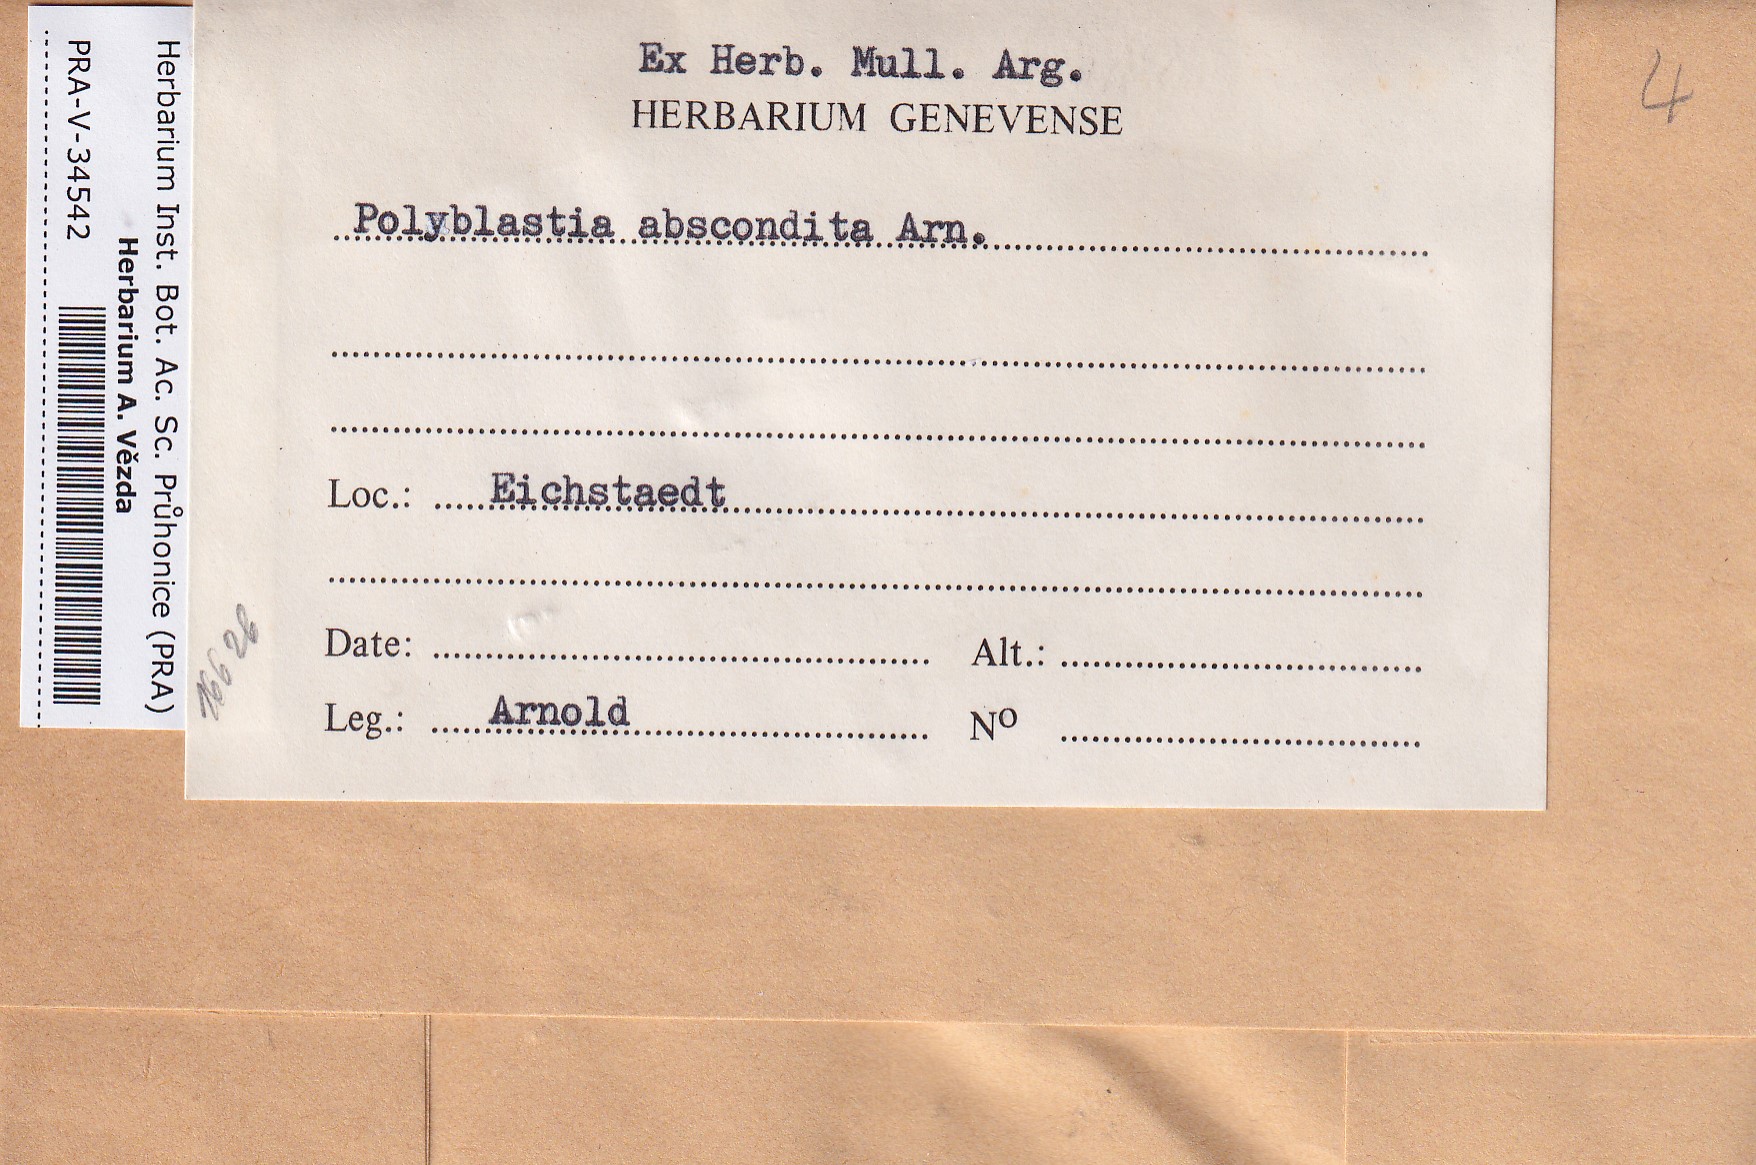 Herbarium Inst. Bot. Ac. Sc. Průhonice (PRA)
Herbarium A. Vězda
PRA-V-34542
Ex Herb. Mull. Arg.
HERBARIUM GENEVENSE
4
Polyblastia abscondita Arn.
Loc.: Eichstaedt
Date: Alt.:
Leg.: Arnold Nº